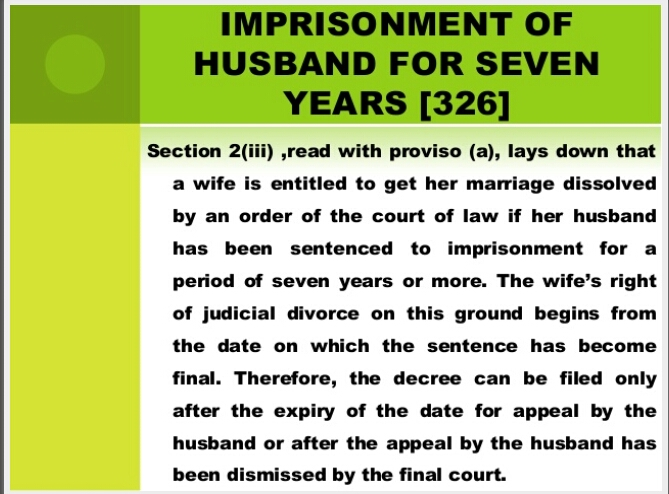 IMPRISONMENT OF
HUSBAND FOR SEVEN
YEARS [326]
Section 2(iii) ,read with proviso (a), lays down that
a wife is entitled to get her marriage dissolved
by an order of the court of law if her husband
has been sentenced to imprisonment for a
period of seven years or more. The wife's right
of judicial divorce on this ground begins from
the date on which the sentence has become
final. Therefore, the decree can be filed only
after the expiry of the date for appeal by the
husband or after the appeal by the husband has
been dismissed by the final court.